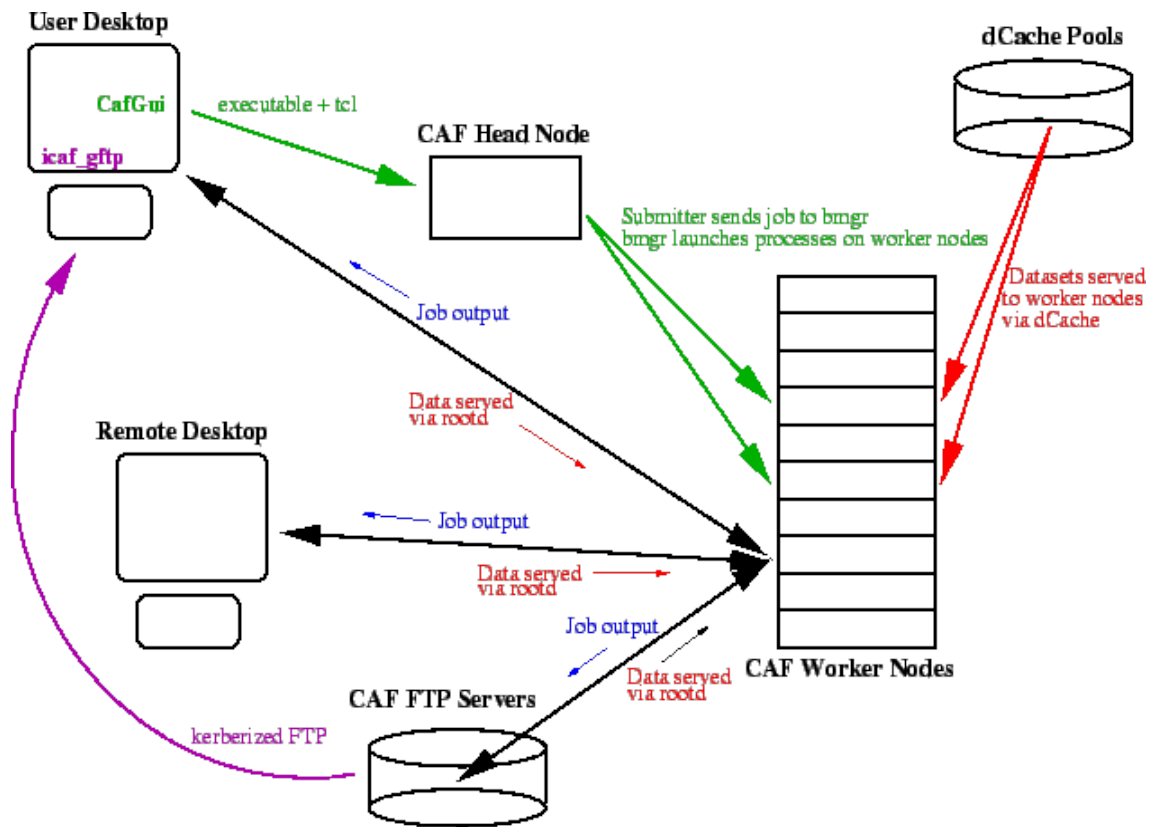 User Desktop
dCache Pools
CafGui
executable + tcl
CAF Head Node
icaf_gftp
Submitter sends job to bmgr
bmgr launches processes on worker nodes
Datasets served
to worker nodes
via dCache
Job output
Data served
via rootd
Remote Desktop
Job output
Data served
via rootd
Job output
Data served
via rootd
CAF Worker Nodes
CAF FTP Servers
kerberized FTP